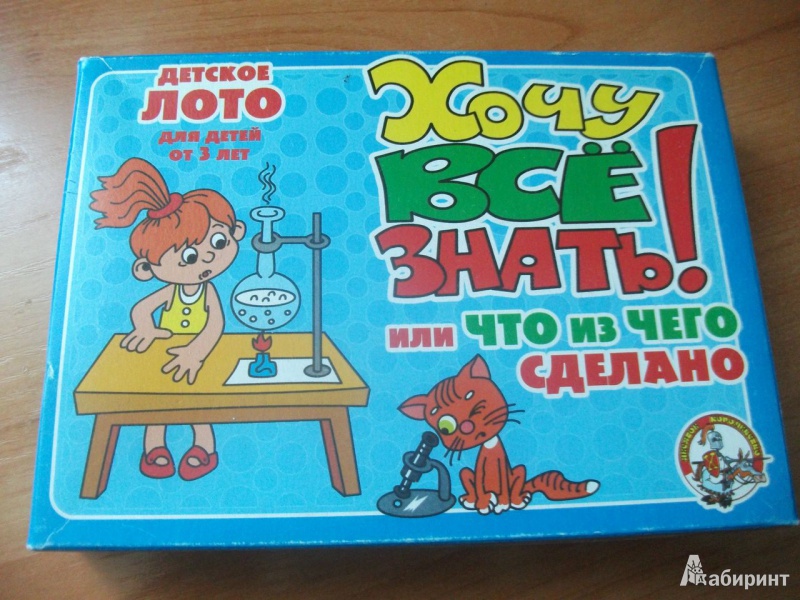 ДЕТСКОЕ
ЛОТО
ДЛЯ ДЕТЕЙ
ОТ 3 ЛЕТ
Хочу
ВСЁ
ЗНАТЬ!
ИЛИ ЧТО ИЗ ЧЕГО
СДЕЛАНО
Лабиринт